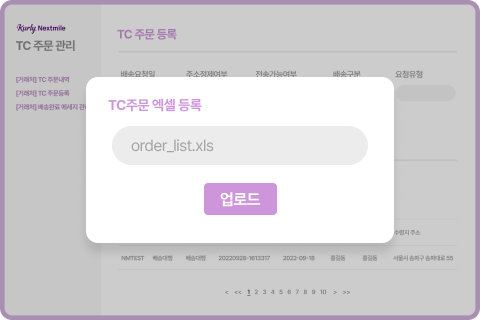 Kurly Nextmile
TC 주문 관리
[거래처] TC 주문내역
[거래처] TC 주문등록
[거래처] 배송완료 메세지 관리
TC 주문 등록
배송요청일 주소정제여부 전송가능여부 배송구분 요청유형
TC주문 엑셀 등록
order_list.xls
업로드
수령지 주소
NMTEST 배송대행 배송대행 20220928-1613317 2022-09-18 홍길동 홍길동 서울시 송파구 송파대로 55
< << 1 2 3 4 5 6 7 8 9 10 > >>